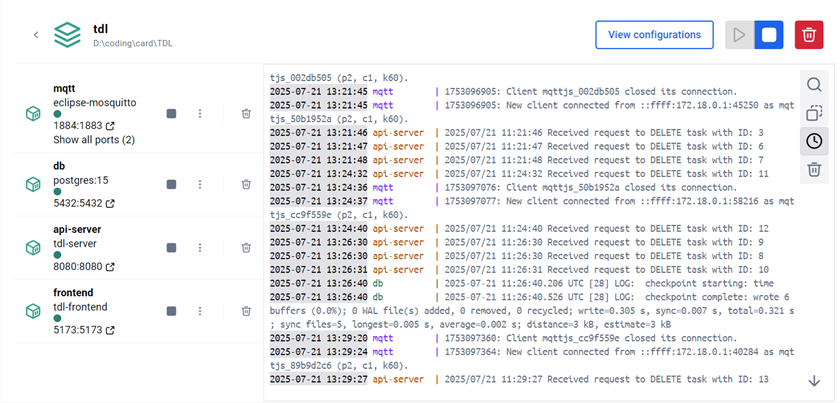 tdl
D:\coding\card\TDL
View configurations
mqtt
eclipse-mosquitto
1884:1883
Show all ports (2)
db
postgres:15
5432:5432
api-server
tdl-server
8080:8080
frontend
tdl-frontend
5173:5173
tjs_002db505 (p2, c1, k60).
2025-07-21 13:21:45 mqtt | 1753096905: Client mqttjs_002db505 closed its connection.
2025-07-21 13:21:45 mqtt | 1753096905: New client connected from ::ffff:172.18.0.1:45250 as mqt
tjs_50b1952a (p2, c1, k60).
2025-07-21 13:21:46 api-server | 2025/07/21 11:21:46 Received request to DELETE task with ID: 3
2025-07-21 13:21:47 api-server | 2025/07/21 11:21:47 Received request to DELETE task with ID: 6
2025-07-21 13:21:48 api-server | 2025/07/21 11:21:48 Received request to DELETE task with ID: 7
2025-07-21 13:24:32 api-server | 2025/07/21 11:24:32 Received request to DELETE task with ID: 11
2025-07-21 13:24:36 mqtt | 1753097076: Client mqttjs_50b1952a closed its connection.
2025-07-21 13:24:37 mqtt | 1753097077: New client connected from ::ffff:172.18.0.1:58216 as mqt
tjs_cc9f559e (p2, c1, k60).
2025-07-21 13:24:40 api-server | 2025/07/21 11:24:40 Received request to DELETE task with ID: 12
2025-07-21 13:26:30 api-server | 2025/07/21 11:26:30 Received request to DELETE task with ID: 9
2025-07-21 13:26:30 api-server | 2025/07/21 11:26:30 Received request to DELETE task with ID: 8
2025-07-21 13:26:31 api-server | 2025/07/21 11:26:31 Received request to DELETE task with ID: 10
2025-07-21 13:26:40 db | 2025-07-21 11:26:40.206 UTC [28] LOG: checkpoint starting: time
2025-07-21 13:26:40 db | 2025-07-21 11:26:40.526 UTC [28] LOG: checkpoint complete: wrote 6
buffers (0.0%); 0 WAL file(s) added, 0 removed, 0 recycled; write=0.305 s, sync=0.007 s, total=0.321 s
; sync files=5, longest=0.005 s, average=0.002 s; distance=3 kB, estimate=3 kB
2025-07-21 13:29:20 mqtt | 1753097360: Client mqttjs_cc9f559e closed its connection.
2025-07-21 13:29:24 mqtt | 1753097364: New client connected from ::ffff:172.18.0.1:40284 as mqt
tjs_89b9d2c6 (p2, c1, k60).
2025-07-21 13:29:27 api-server | 2025/07/21 11:29:27 Received request to DELETE task with ID: 13